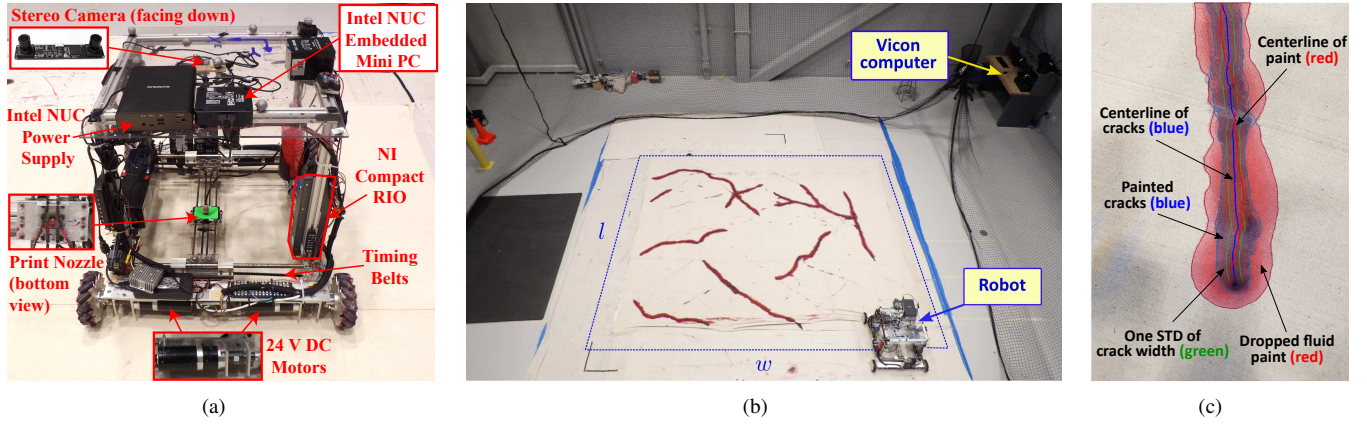 Stereo Camera (facing down)
Intel NUC
Embedded
Mini PC
Intel NUC
Power
Supply
NI
Compact
RIO
Print Nozzle
(bottom
view)
Timing
Belts
24 V DC
Motors
(a)
Vicon
computer
l
Robot
w
(b)
Centerline of
paint (red)
Centerline of
cracks (blue)
Painted
cracks (blue)
One STD of
crack width (green)
Dropped fluid
paint (red)
(c)